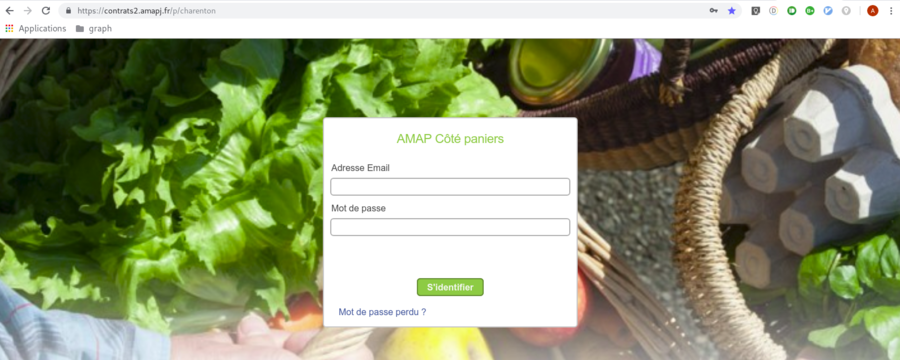 https://contrats2.amapj.fr/p/charenton
A
Applications
graph
AMAP Côté paniers
Adresse Email
Mot de passe
S'identifier
Mot de passe perdu ?